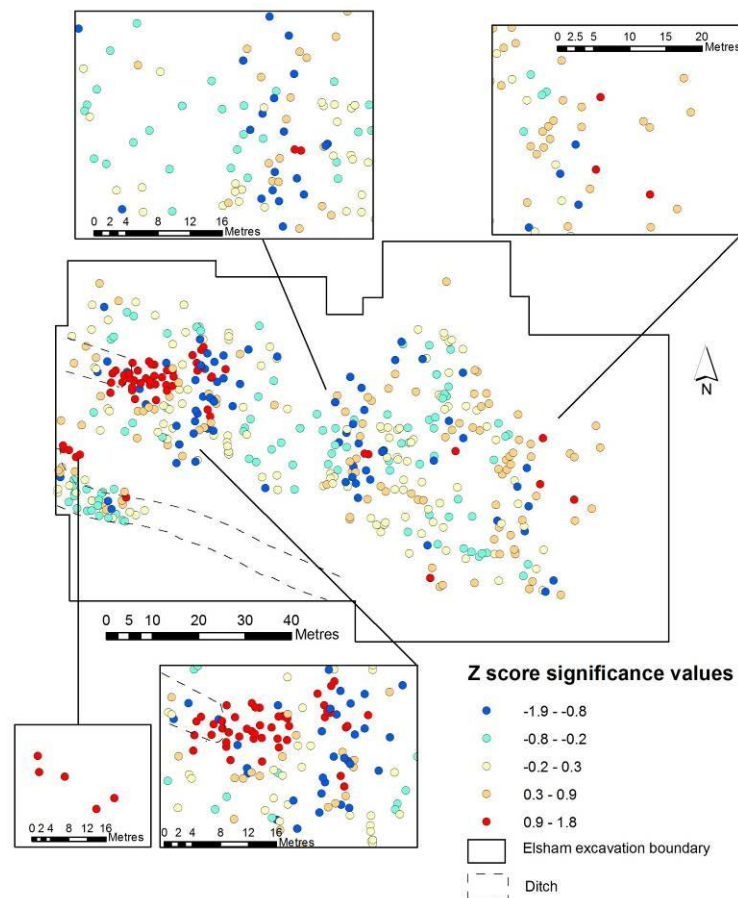 0 2.5 5 10 15 20
Metres
0 2 4 8 12 16
Metres
N
0 5 10 20 30 40
Metres
0 2 4 8 12 16
Metres
0 2 4 8 12 16
Metres
Z score significance values
-1.9 - -0.8
-0.8 - -0.2
-0.2 - 0.3
0.3 - 0.9
0.9 - 1.8
Elsham excavation boundary
Ditch